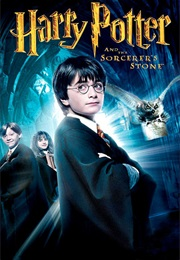 Harry Potter
AND THE
SORCERER'S STONE